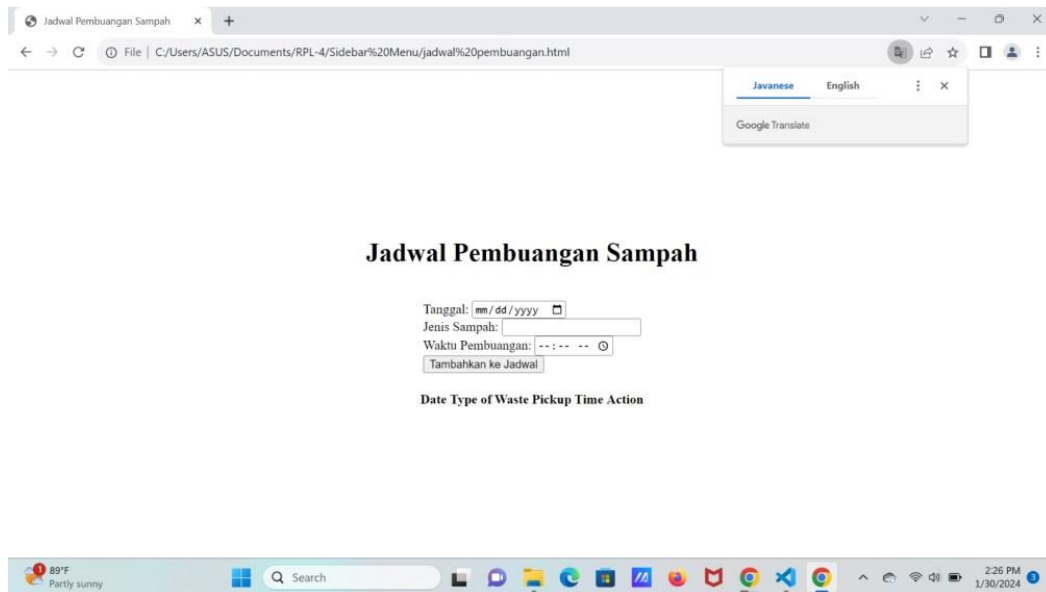 Jadwal Pembuangan Sampah
File | C:/Users/ASUS/Documents/RPL-4/Sidebar%20Menu/jadwal%20pembuangan.html
Javanese English
Google Translate
Jadwal Pembuangan Sampah
Tanggal: mm/dd/yyyy
Jenis Sampah:
Waktu Pembuangan: --:-- --
Tambahkan ke Jadwal
Date Type of Waste Pickup Time Action
1
89°F
Partly sunny
Search
2:26 PM
1/30/2024
3